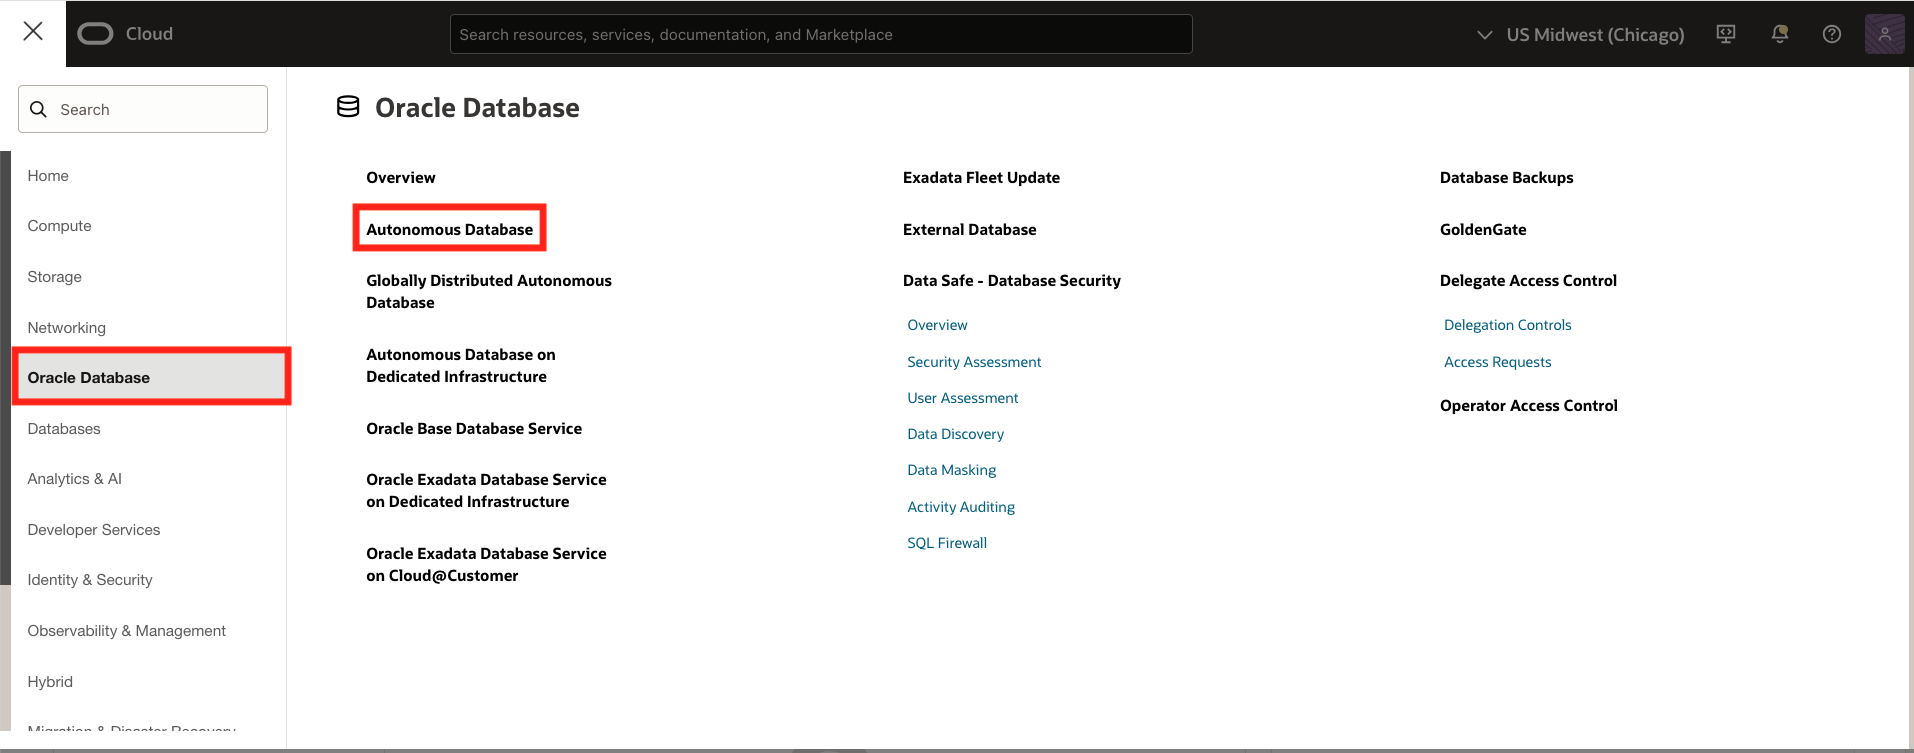 Cloud
Search resources, services, documentation, and Marketplace
US Midwest (Chicago)
Search
Home
Compute
Storage
Networking
Oracle Database
Databases
Analytics & AI
Developer Services
Identity & Security
Observability & Management
Hybrid
Migration & Disaster Recovery
Oracle Database
Overview
Autonomous Database
Globally Distributed Autonomous
Database
Autonomous Database on
Dedicated Infrastructure
Oracle Base Database Service
Oracle Exadata Database Service
on Dedicated Infrastructure
Oracle Exadata Database Service
on Cloud@Customer
Exadata Fleet Update
External Database
Data Safe - Database Security
Overview
Security Assessment
User Assessment
Data Discovery
Data Masking
Activity Auditing
SQL Firewall
Database Backups
GoldenGate
Delegate Access Control
Delegation Controls
Access Requests
Operator Access Control